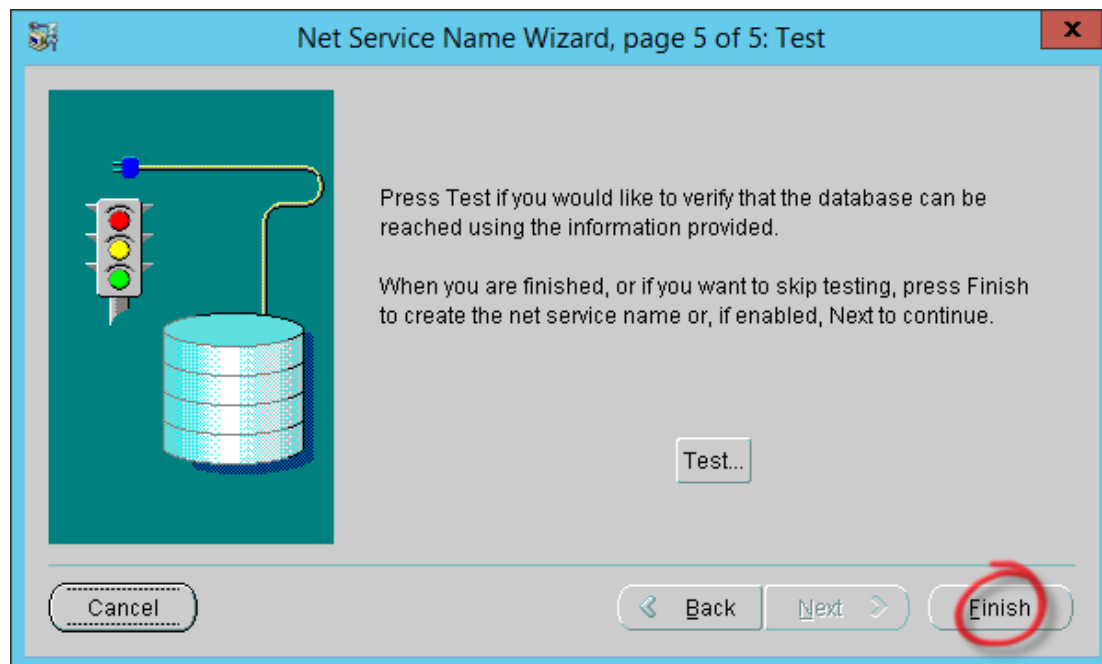 Net Service Name Wizard, page 5 of 5: Test
x
Press Test if you would like to verify that the database can be
reached using the information provided.
When you are finished, or if you want to skip testing, press Finish
to create the net service name or, if enabled, Next to continue.
Test...
Cancel
Back
Next
Finish